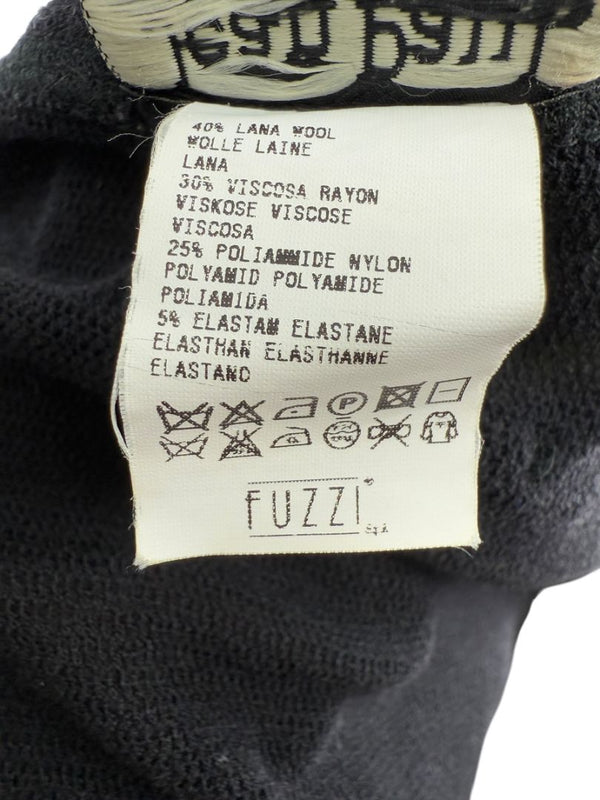 40% LANA WOOL
WOLLE LAINE
LANA
30% VISCOSA RAYON
VISKOSE VISCOSE
VISCOSA
25% POLIAMMIDE NYLON
POLYAMID POLYAMIDE
POLIAMIDA
5% ELASTAM ELASTANE
ELASTHAN ELASTHANNE
ELASTANO
P
FUZZI
SpA